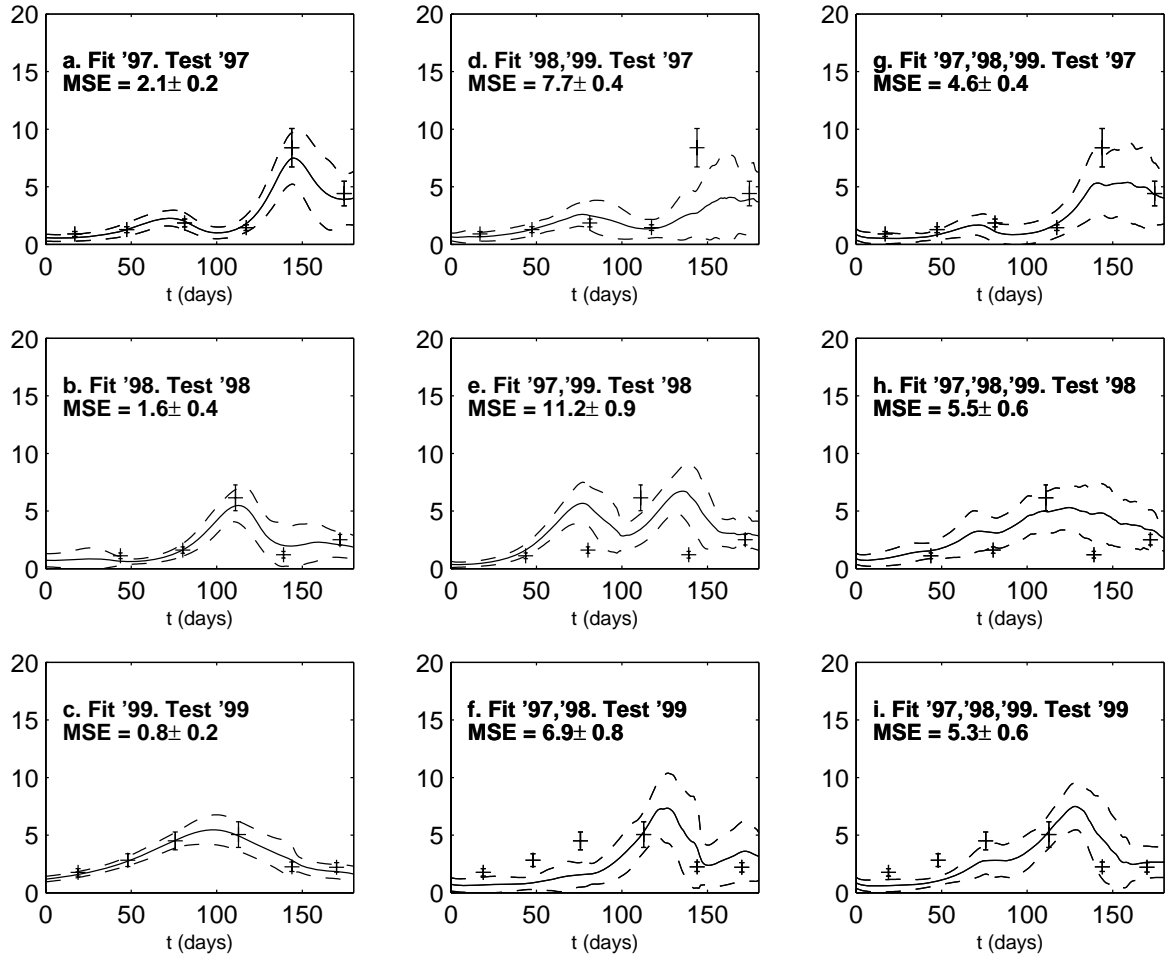 20
15
10
5
0
a. Fit ’97. Test ’97
MSE = 2.1± 0.2
0 50 100 150
t (days)
20
15
10
5
0
d. Fit ’98,’99. Test ’97
MSE = 7.7± 0.4
0 50 100 150
t (days)
20
15
10
5
0
g. Fit ’97,’98,’99. Test ’97
MSE = 4.6± 0.4
0 50 100 150
t (days)
20
15
10
5
0
b. Fit ’98. Test ’98
MSE = 1.6± 0.4
0 50 100 150
t (days)
20
15
10
5
0
e. Fit ’97,’99. Test ’98
MSE = 11.2± 0.9
0 50 100 150
t (days)
20
15
10
5
0
h. Fit ’97,’98,’99. Test ’98
MSE = 5.5± 0.6
0 50 100 150
t (days)
20
15
10
5
0
c. Fit ’99. Test ’99
MSE = 0.8± 0.2
0 50 100 150
t (days)
20
15
10
5
0
f. Fit ’97,’98. Test ’99
MSE = 6.9± 0.8
0 50 100 150
t (days)
20
15
10
5
0
i. Fit ’97,’98,’99. Test ’99
MSE = 5.3± 0.6
0 50 100 150
t (days)